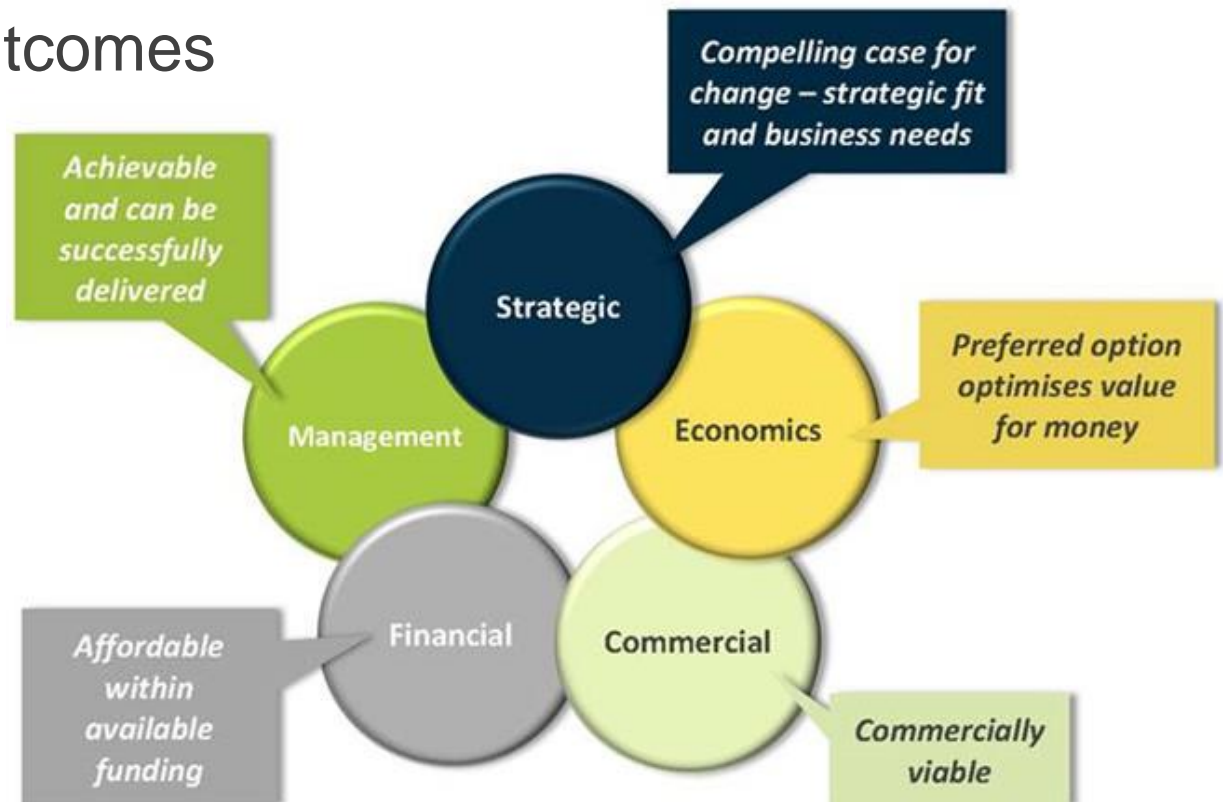 tcomes
Compelling case for
change – strategic fit
and business needs
Achievable
and can be
successfully
delivered
Strategic
Preferred option
optimises value
for money
Management
Economics
Financial
Commercial
Affordable
within
available
funding
Commercially
viable